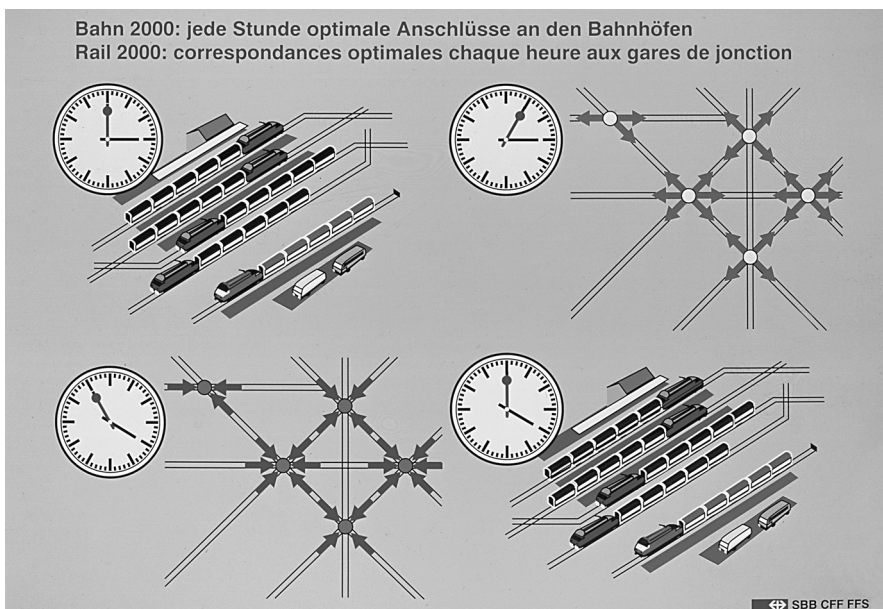 Bahn 2000: jede Stunde optimale Anschlüsse an den Bahnhöfen
Rail 2000: correspondances optimales chaque heure aux gares de jonction
SBB CFF FFS